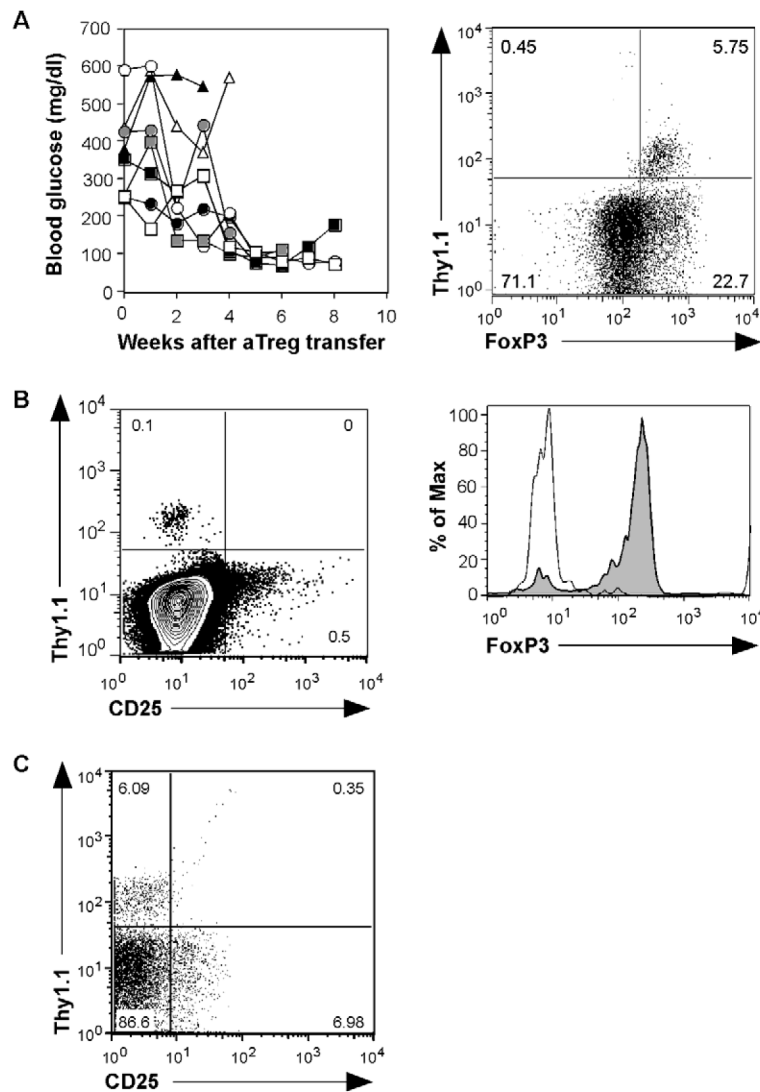 A
700
600
500
400
300
200
100
0
0 2 4 6 8 10
Blood glucose (mg/dl)
Weeks after aTreg transfer
0.45 5.75
71.1 22.7
10^4
10^3
10^2
10^1
10^0
10^0 10^1 10^2 10^3 10^4
Thy1.1
FoxP3
B
0.1 0
0.5
10^4
10^3
10^2
10^1
10^0
10^0 10^1 10^2 10^3 10^4
Thy1.1
CD25
100
80
60
40
20
0
10^0 10^1 10^2 10^3 10^4
% of Max
FoxP3
C
6.09 0.35
86.6 6.98
10^4
10^3
10^2
10^1
10^0
10^0 10^1 10^2 10^3 10^4
Thy1.1
CD25